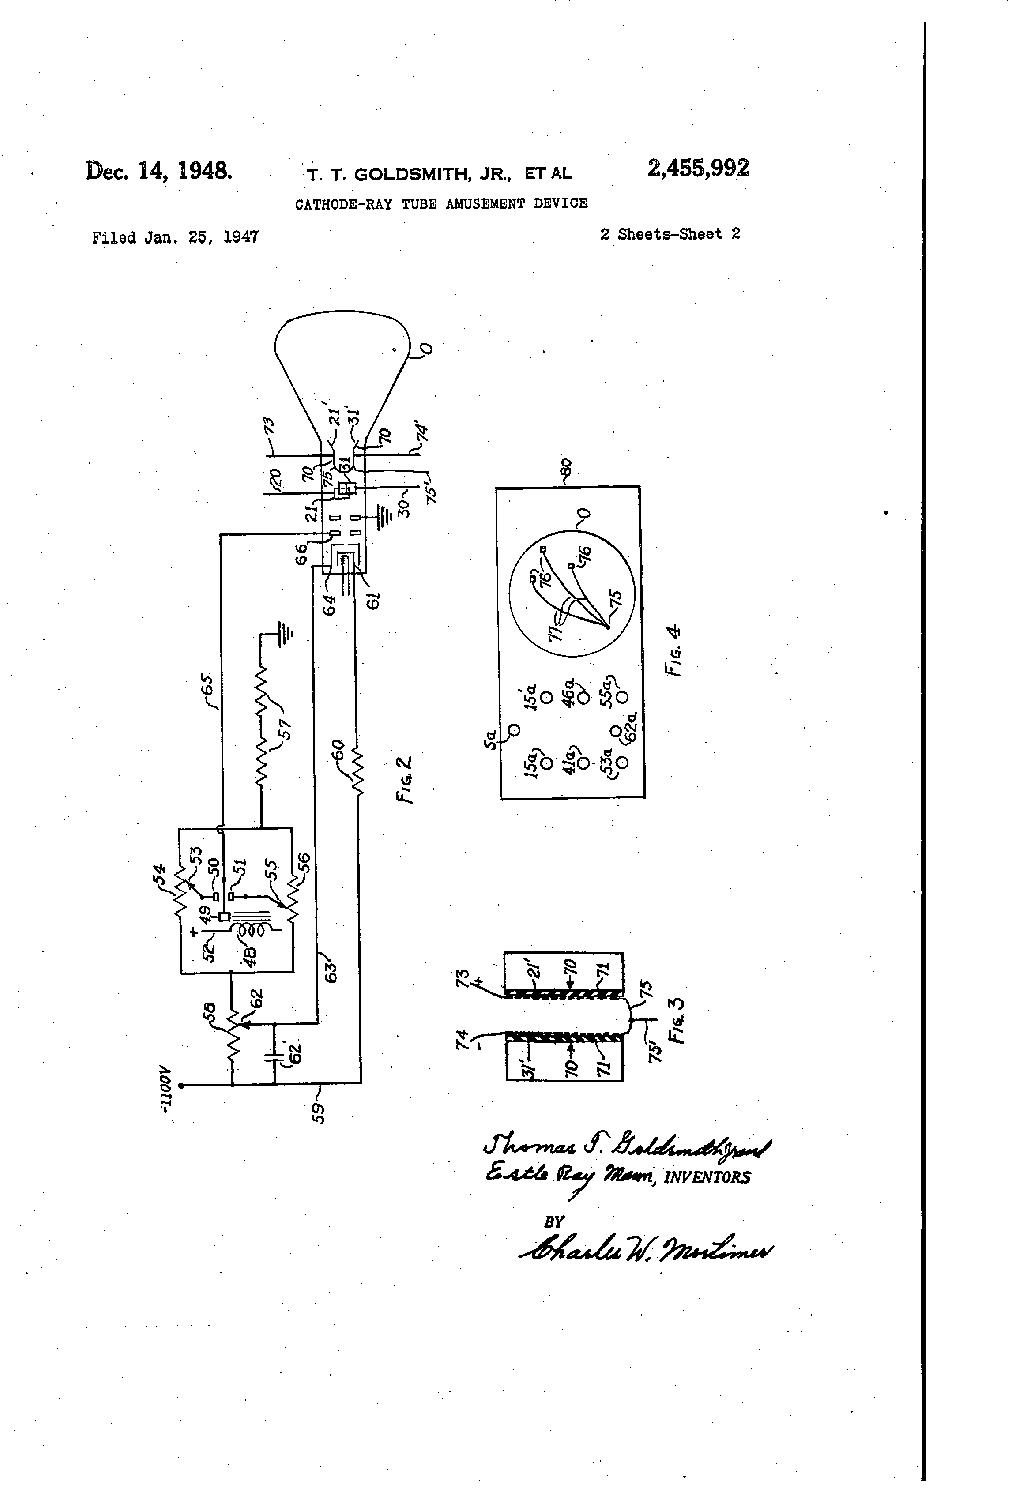 Dec. 14, 1948.
T. T. GOLDSMITH, JR., ET AL
2,455,992
CATHODE-RAY TUBE AMUSEMENT DEVICE
Filed Jan. 25, 1947
2 Sheets-Sheet 2
73
20
70
75
21
21'
31
31'
70
74'
75'
30
O
66
64
61
65
57
60
FIG. 2
54
53
50
51
49
52
48
55
56
58
62
62'
63'
-1100V
59
80
O
76
76
77
75
5a
15a
15a'
41a
46a
53a
55a
62a
FIG. 4
73
+
74
-
21'
70
71
31'
70
71
75
75'
FIG. 3
Thomas T. Goldsmith Jr and
Estle Ray Mann, INVENTORS
BY
Charles W. Mortimer